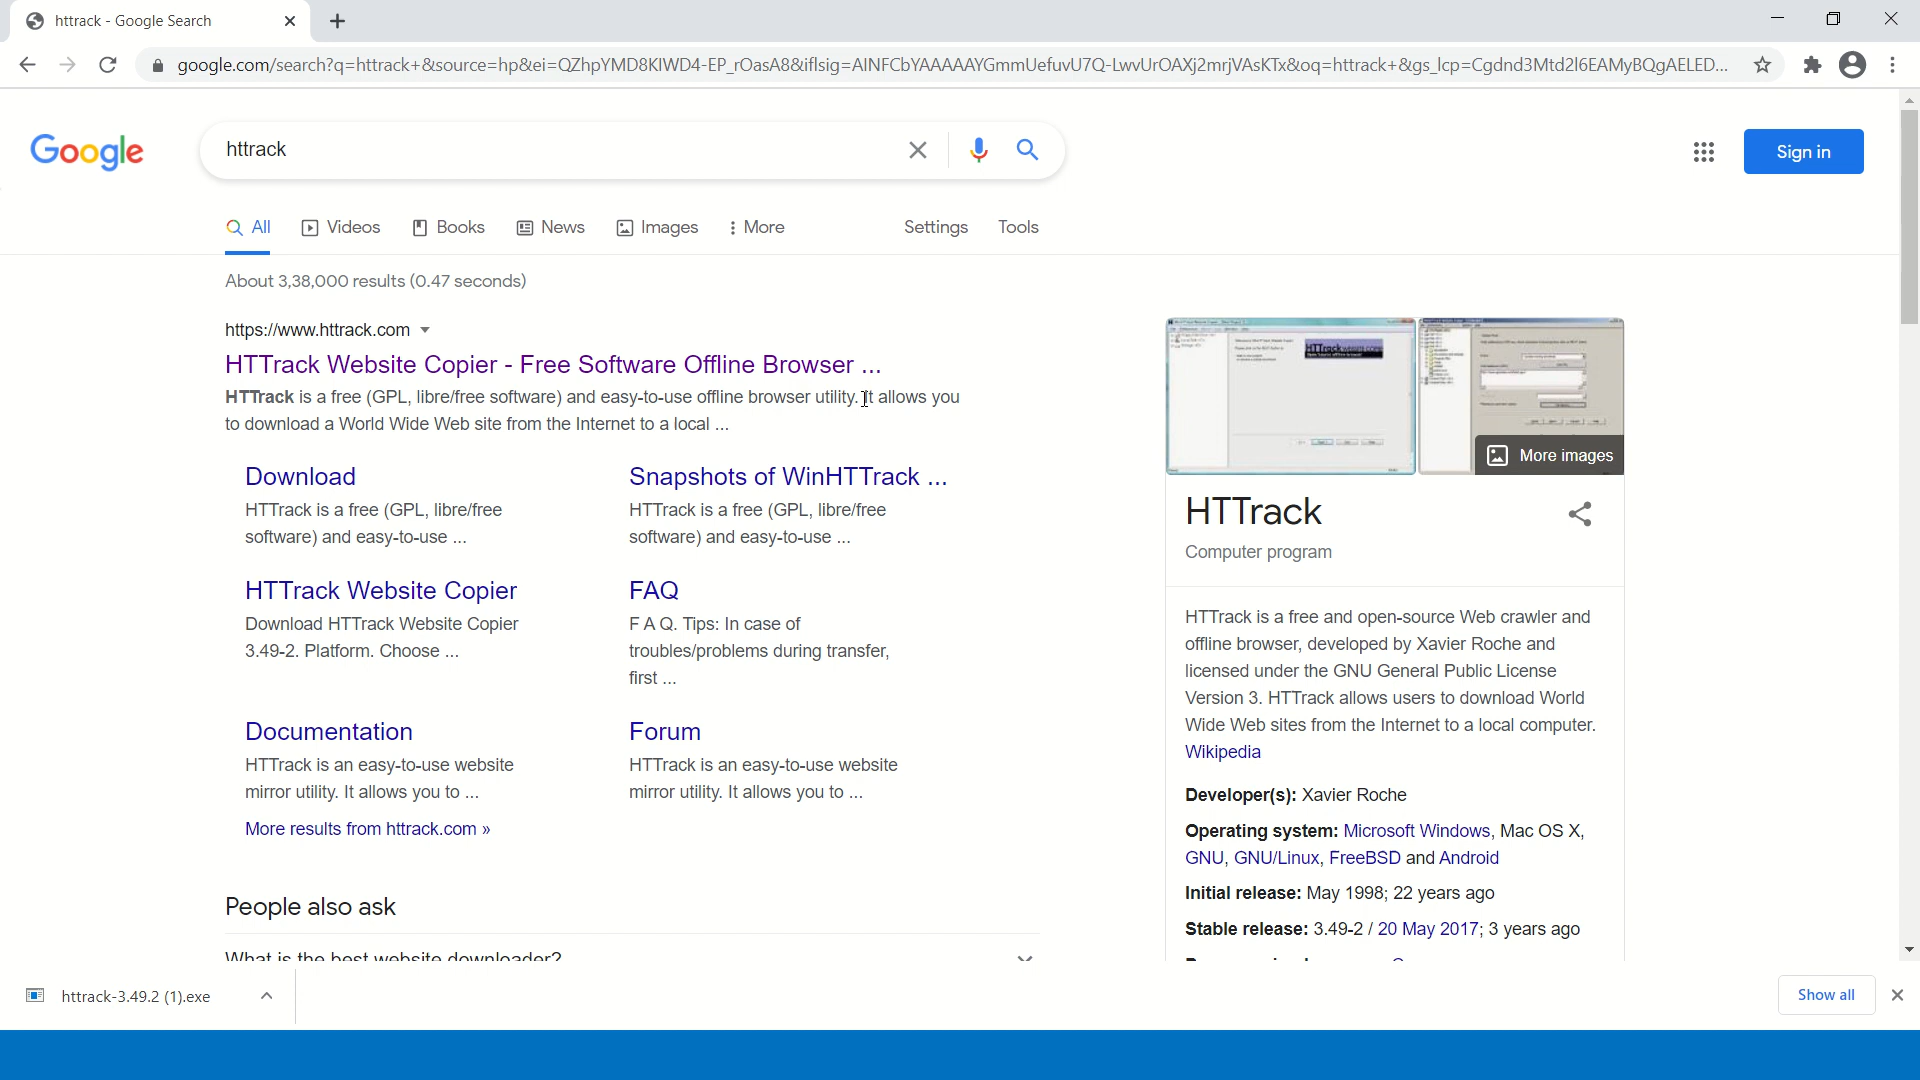 httrack - Google Search
google.com/search?q=httrack+&source=hp&ei=QZhpYMD8KIWD4-EP_rOasA8&iflsig=AINFCbYAAAAAYGmmUefuvU7Q-LwvUrOAXj2mrjVAsKTx&oq=httrack+&gs_lcp=Cgdnd3Mtd2l6EAMyBQgAELED...
Google
httrack
Sign in
All Videos Books News Images More Settings Tools
About 3,38,000 results (0.47 seconds)
https://www.httrack.com
HTTrack Website Copier - Free Software Offline Browser ...
HTTrack is a free (GPL, libre/free software) and easy-to-use offline browser utility. It allows you
to download a World Wide Web site from the Internet to a local ...
Download
HTTrack is a free (GPL, libre/free
software) and easy-to-use ...
Snapshots of WinHTTrack ...
HTTrack is a free (GPL, libre/free
software) and easy-to-use ...
HTTrack Website Copier
Download HTTrack Website Copier
3.49-2. Platform. Choose ...
FAQ
F A Q. Tips: In case of
troubles/problems during transfer,
first ...
Documentation
HTTrack is an easy-to-use website
mirror utility. It allows you to ...
Forum
HTTrack is an easy-to-use website
mirror utility. It allows you to ...
More results from httrack.com »
People also ask
What is the best website downloader?
More images
HTTrack
Computer program
HTTrack is a free and open-source Web crawler and
offline browser, developed by Xavier Roche and
licensed under the GNU General Public License
Version 3. HTTrack allows users to download World
Wide Web sites from the Internet to a local computer.
Wikipedia
Developer(s): Xavier Roche
Operating system: Microsoft Windows, Mac OS X,
GNU, GNU/Linux, FreeBSD and Android
Initial release: May 1998; 22 years ago
Stable release: 3.49-2 / 20 May 2017; 3 years ago
httrack-3.49.2 (1).exe
Show all